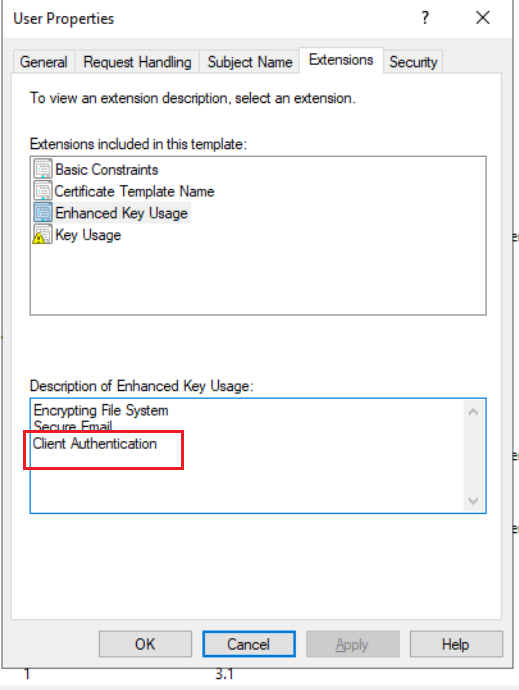 User Properties
?
General Request Handling Subject Name Extensions Security
To view an extension description, select an extension.
Extensions included in this template:
Basic Constraints
Certificate Template Name
Enhanced Key Usage
Key Usage
Description of Enhanced Key Usage:
Encrypting File System
Secure Email
Client Authentication
OK Cancel Apply Help
1 3.1